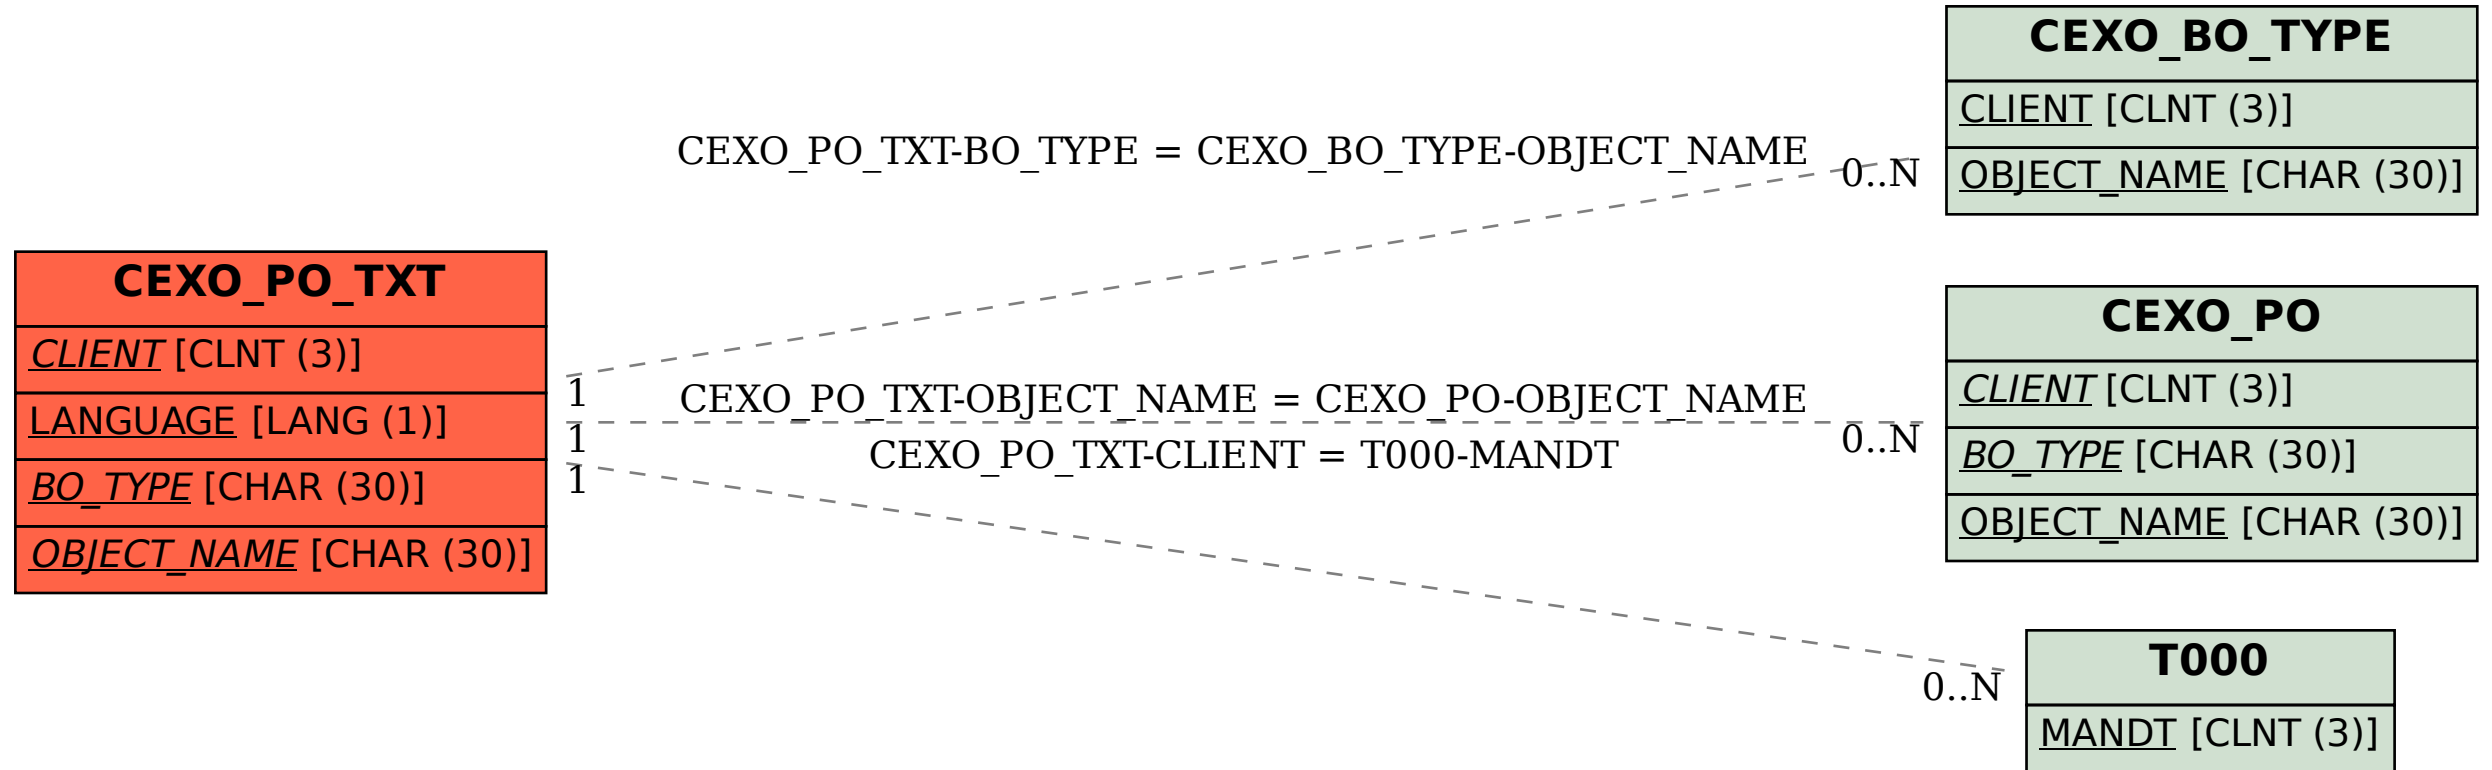 CEXO_BO_TYPE
CLIENT [CLNT (3)]
OBJECT_NAME [CHAR (30)]
CEXO_PO_TXT-BO_TYPE = CEXO_BO_TYPE-OBJECT_NAME
0..N
CEXO_PO_TXT
CLIENT [CLNT (3)]
LANGUAGE [LANG (1)]
BO_TYPE [CHAR (30)]
OBJECT_NAME [CHAR (30)]
1
CEXO_PO_TXT-OBJECT_NAME = CEXO_PO-OBJECT_NAME
1
0..N
CEXO_PO_TXT-CLIENT = T000-MANDT
1
0..N
CEXO_PO
CLIENT [CLNT (3)]
BO_TYPE [CHAR (30)]
OBJECT_NAME [CHAR (30)]
T000
MANDT [CLNT (3)]